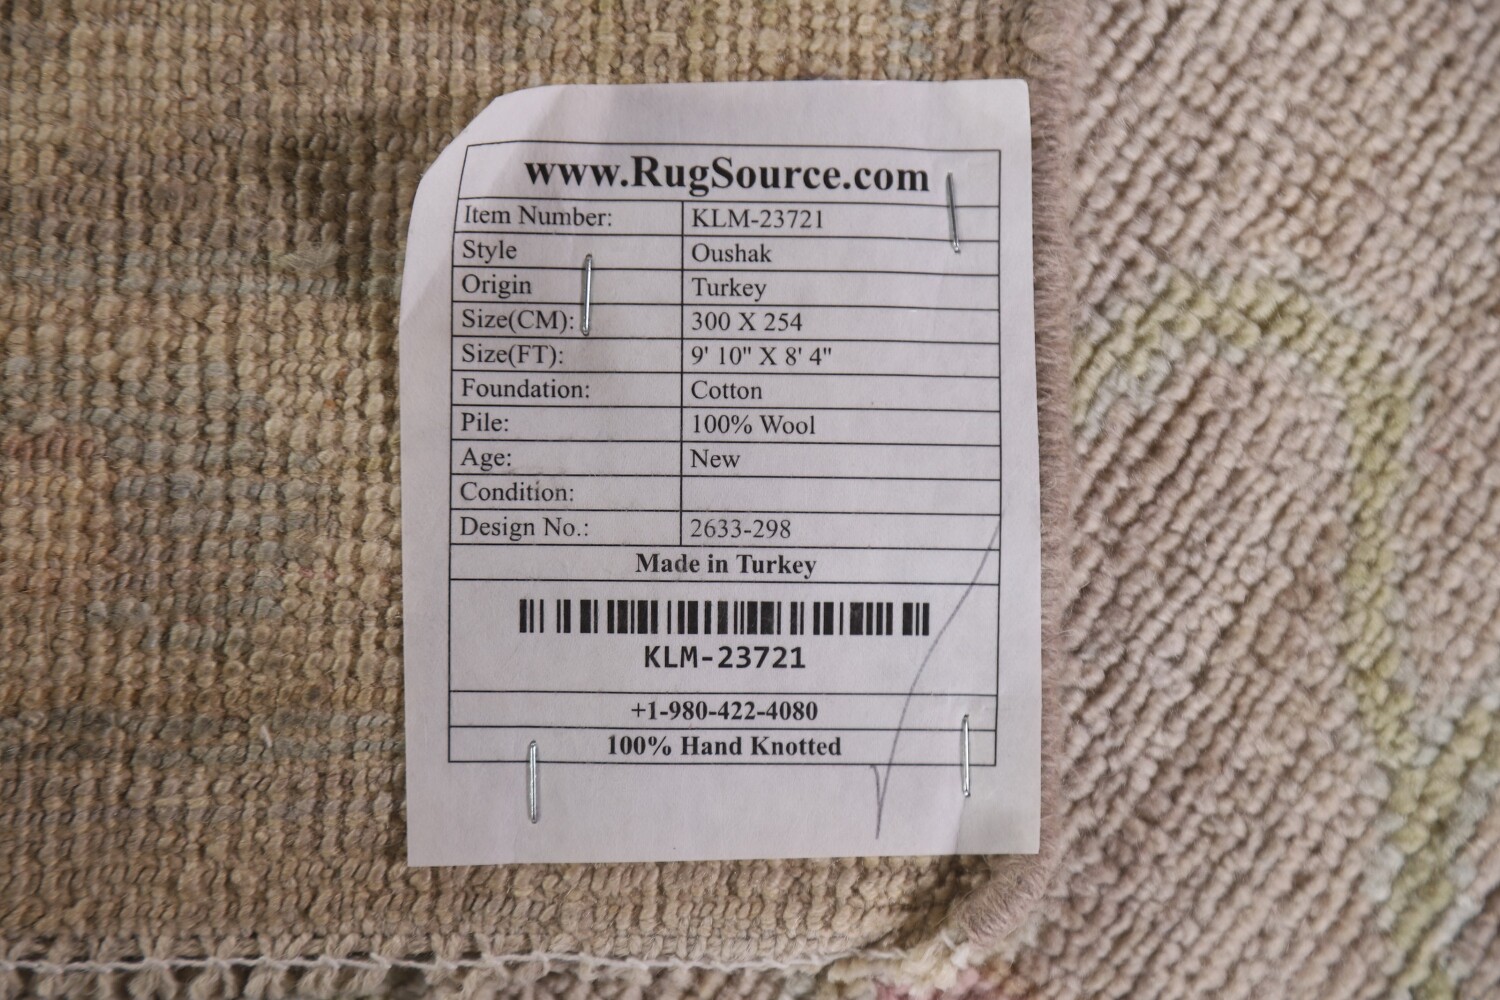 www.RugSource.com
Item Number: KLM-23721
Style Oushak
Origin Turkey
Size(CM): 300 X 254
Size(FT): 9' 10" X 8' 4"
Foundation: Cotton
Pile: 100% Wool
Age: New
Condition:
Design No.: 2633-298
Made in Turkey
KLM-23721
+1-980-422-4080
100% Hand Knotted